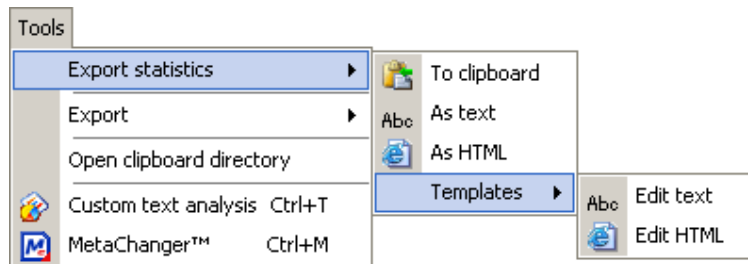 Tools
Export statistics
Export
Open clipboard directory
Custom text analysis Ctrl+T
MetaChanger™ Ctrl+M
To clipboard
Abc As text
As HTML
Templates
Abc Edit text
Edit HTML